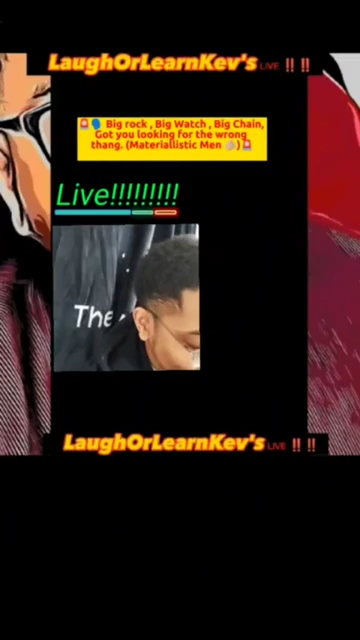 LaughOrLearnKev's LIVE ‼️ ‼️
🚨🗣️ Big rock , Big Watch , Big Chain,
Got you looking for the wrong
thang. (Materiallistic Men 🪨)🚨
Live!!!!!!!!!
The
LaughOrLearnKev's LIVE ‼️ ‼️